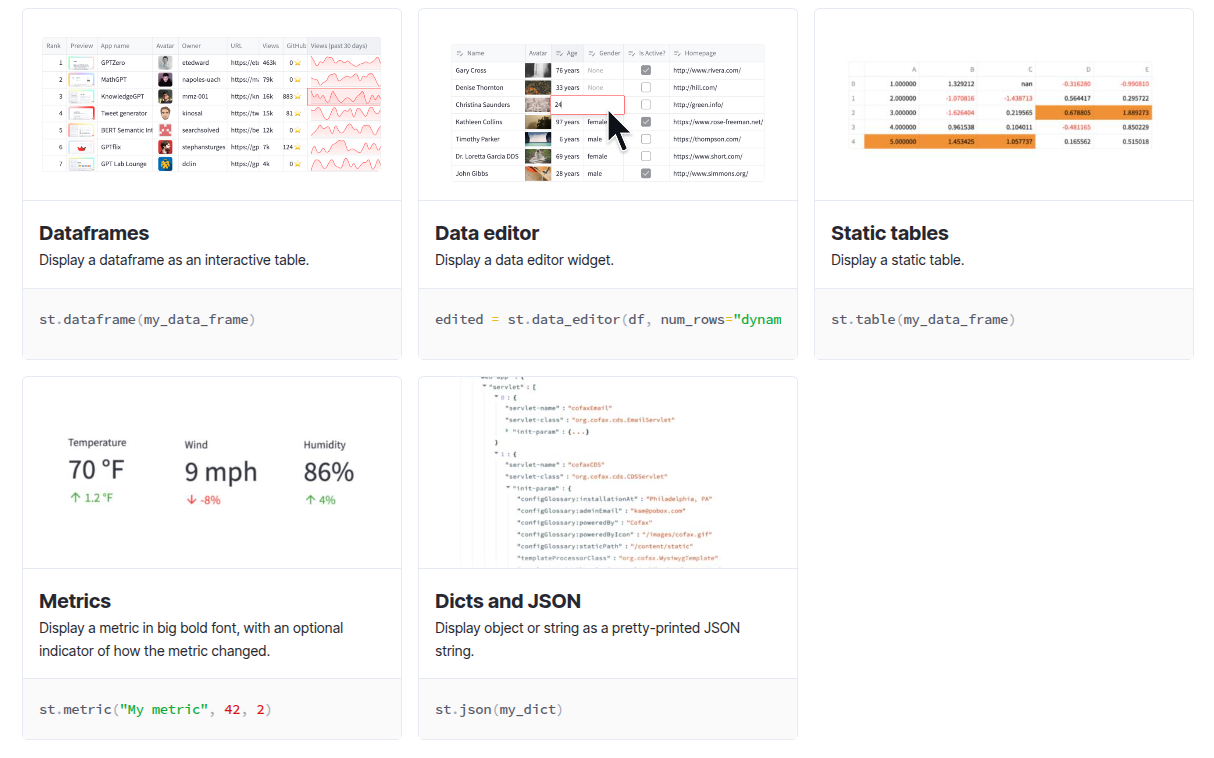 Rank Preview App name Avatar Owner URL Views GitHub Views (past 30 days)
1 GPTZero etedward https://et 463k 0
2 MathGPT napoles-uach https://m 79k 0
3 KnowledgeGPT mmz-001 https://kn 16k 883
4 Tweet generator kinosal https://tw 15k 81
5 BERT Semantic Int searchsolved https://be 12k 0
6 GPTflix stephansturges https://gp 7k 124
7 GPT Lab Lounge dclin https://gp 4k 0
Dataframes
Display a dataframe as an interactive table.
st.dataframe(my_data_frame)
Name Avatar Age Gender Is Active? Homepage
Gary Cross 76 years None http://www.rivera.com/
Denise Thornton 33 years None http://hill.com/
Christina Saunders 24 http://green.info/
Kathleen Collins 97 years female https://www.rose-freeman.net/
Timothy Parker 6 years male https://thompson.com/
Dr. Loretta Garcia DDS 69 years female https://www.short.com/
John Gibbs 28 years male http://www.simmons.org/
Data editor
Display a data editor widget.
edited = st.data_editor(df, num_rows="dynam
A B C D E
0 1.000000 1.329212 nan -0.316280 -0.990810
1 2.000000 -1.070816 -1.438713 0.564417 0.295722
2 3.000000 -1.626404 0.219565 0.678805 1.889273
3 4.000000 0.961538 0.104011 -0.481165 0.850229
4 5.000000 1.453425 1.057737 0.165562 0.515018
Static tables
Display a static table.
st.table(my_data_frame)
Temperature Wind Humidity
70 °F 9 mph 86%
↑ 1.2 °F ↓ -8% ↑ 4%
Metrics
Display a metric in big bold font, with an optional
indicator of how the metric changed.
st.metric("My metric", 42, 2)
"servlet" : [
0 : {
"servlet-name" : "cofaxEmail"
"servlet-class" : "org.cofax.cds.EmailServlet"
"init-param" : {...}
}
1 : {
"servlet-name" : "cofaxCDS"
"servlet-class" : "org.cofax.cds.CDSServlet"
"init-param" : {
"configGlossary:installationAt" : "Philadelphia, PA"
"configGlossary:adminEmail" : "ksm@pobox.com"
"configGlossary:poweredBy" : "Cofax"
"configGlossary:poweredByIcon" : "/images/cofax.gif"
"configGlossary:staticPath" : "/content/static"
"templateProcessorClass" : "org.cofax.WysiwygTemplate"
Dicts and JSON
Display object or string as a pretty-printed JSON
string.
st.json(my_dict)